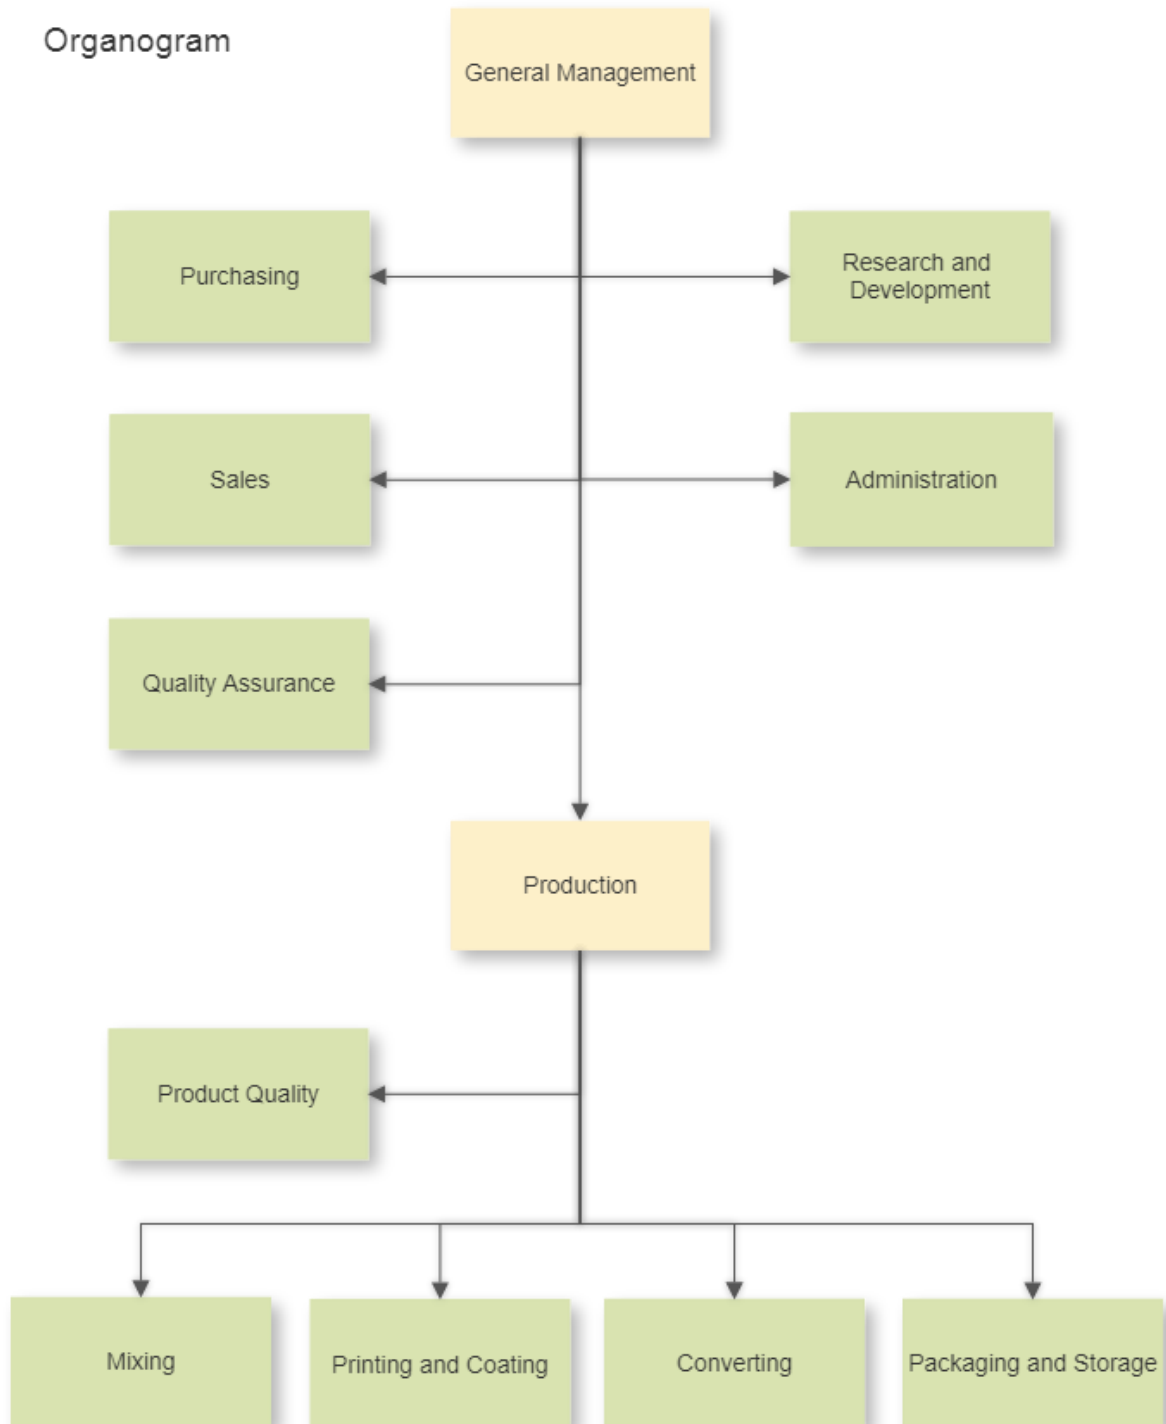 Organogram
General Management
Purchasing
Research and
Development
Sales
Administration
Quality Assurance
Production
Product Quality
Mixing
Printing and Coating
Converting
Packaging and Storage